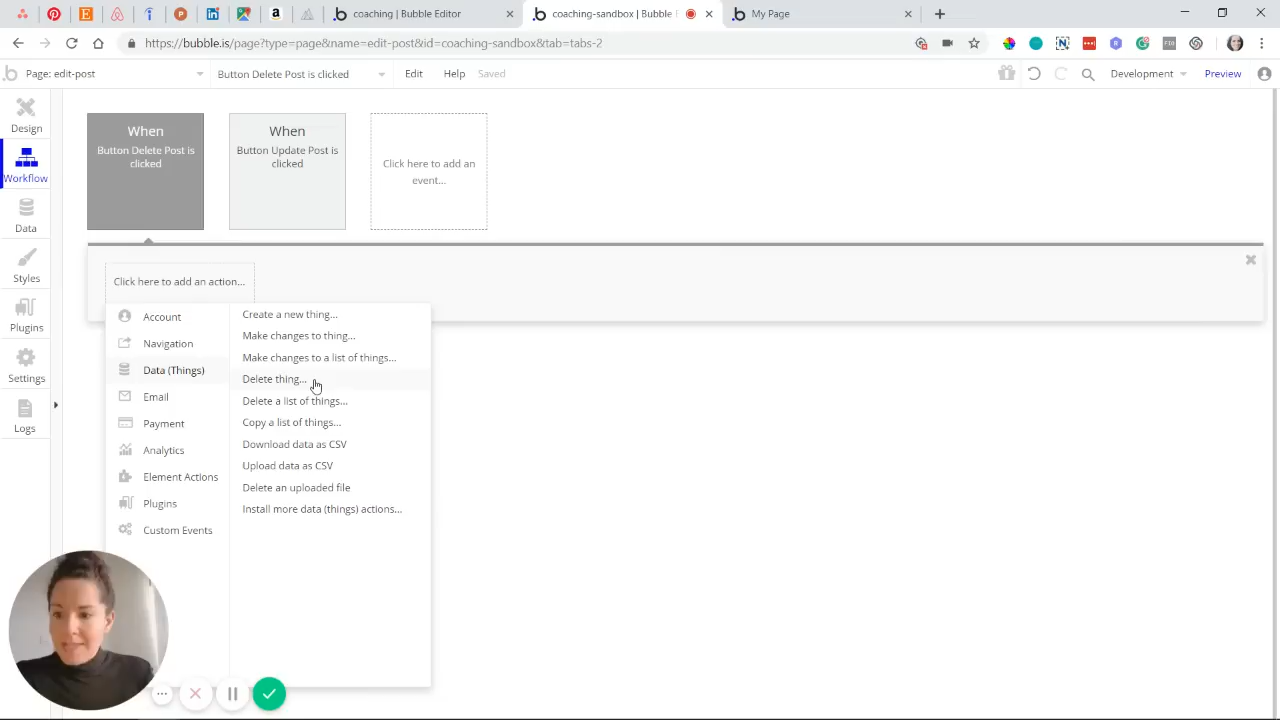 coaching | Bubble Editor
coaching-sandbox | Bubble E
My Page
https://bubble.is/page?type=page&name=edit-post&id=coaching-sandbox&tab=tabs-2
Page: edit-post
Button Delete Post is clicked
Edit
Help
Saved
Development
Preview
Design
Workflow
Data
Styles
Plugins
Settings
Logs
When
Button Delete Post is
clicked
When
Button Update Post is
clicked
Click here to add an
event...
Click here to add an action...
Account
Navigation
Data (Things)
Email
Payment
Analytics
Element Actions
Plugins
Custom Events
Create a new thing...
Make changes to thing...
Make changes to a list of things...
Delete thing...
Delete a list of things...
Copy a list of things...
Download data as CSV
Upload data as CSV
Delete an uploaded file
Install more data (things) actions...